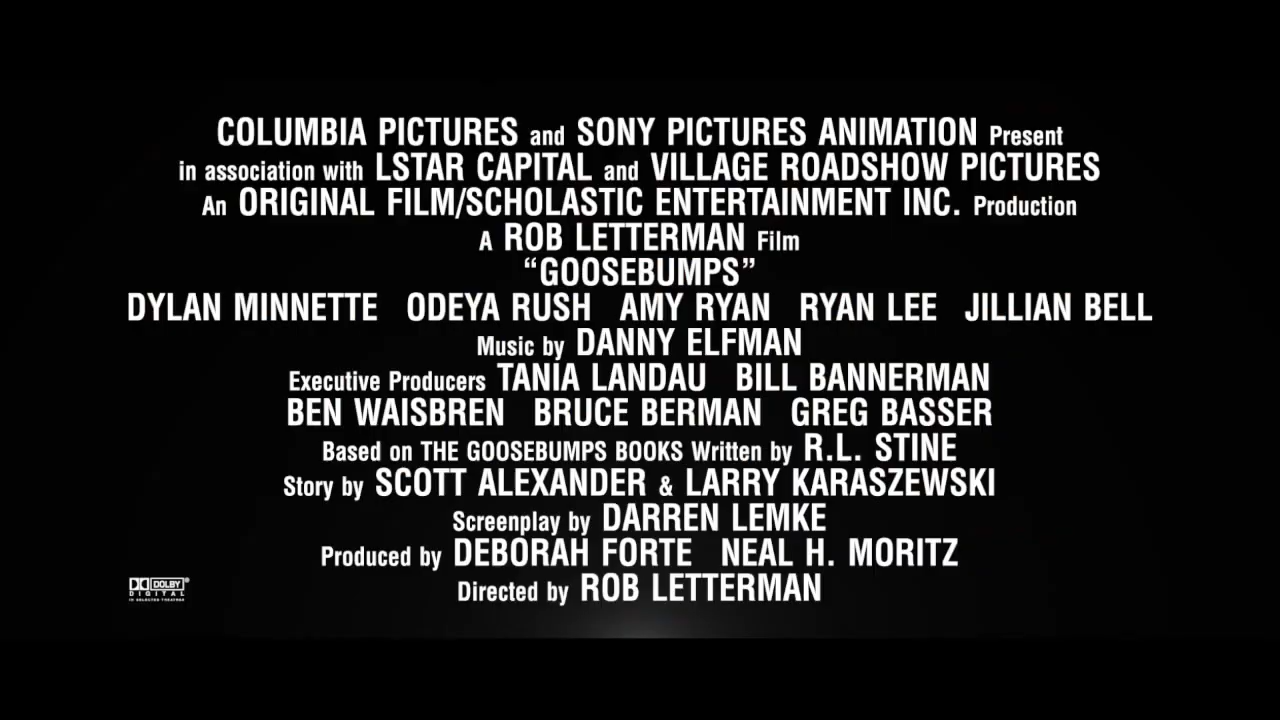 COLUMBIA PICTURES and SONY PICTURES ANIMATION Present
in association with LSTAR CAPITAL and VILLAGE ROADSHOW PICTURES
An ORIGINAL FILM/SCHOLASTIC ENTERTAINMENT INC. Production
A ROB LETTERMAN Film
“GOOSEBUMPS”
DYLAN MINNETTE ODEYA RUSH AMY RYAN RYAN LEE JILLIAN BELL
Music by DANNY ELFMAN
Executive Producers TANIA LANDAU BILL BANNERMAN
BEN WAISBREN BRUCE BERMAN GREG BASSER
Based on THE GOOSEBUMPS BOOKS Written by R.L. STINE
Story by SCOTT ALEXANDER & LARRY KARASZEWSKI
Screenplay by DARREN LEMKE
Produced by DEBORAH FORTE NEAL H. MORITZ
Directed by ROB LETTERMAN
DOLBY®
DIGITAL
IN SELECTED THEATRES